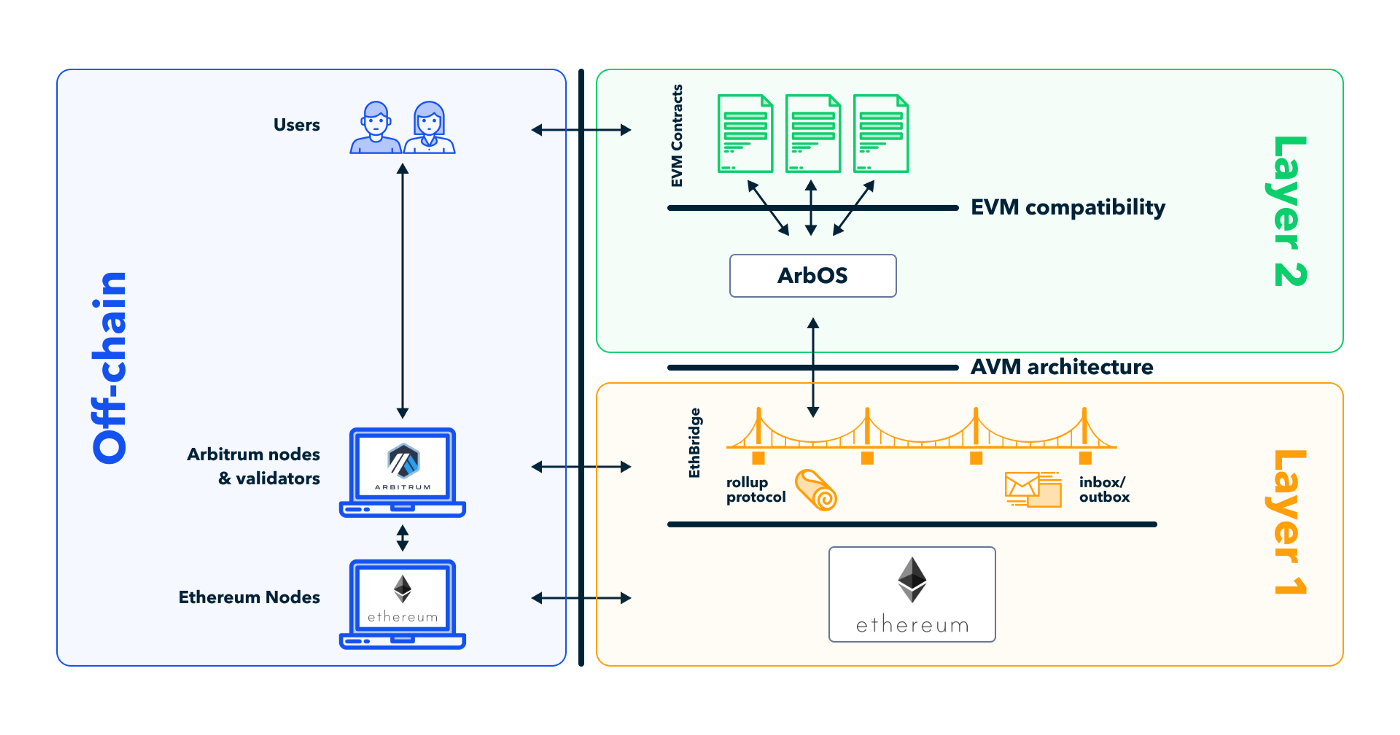 Off-chain
Users
Arbitrum nodes
& validators
ARBITRUM
Ethereum Nodes
ethereum
Layer 2
EVM Contracts
EVM compatibility
ArbOS
AVM architecture
Layer 1
EthBridge
rollup
protocol
inbox/
outbox
ethereum